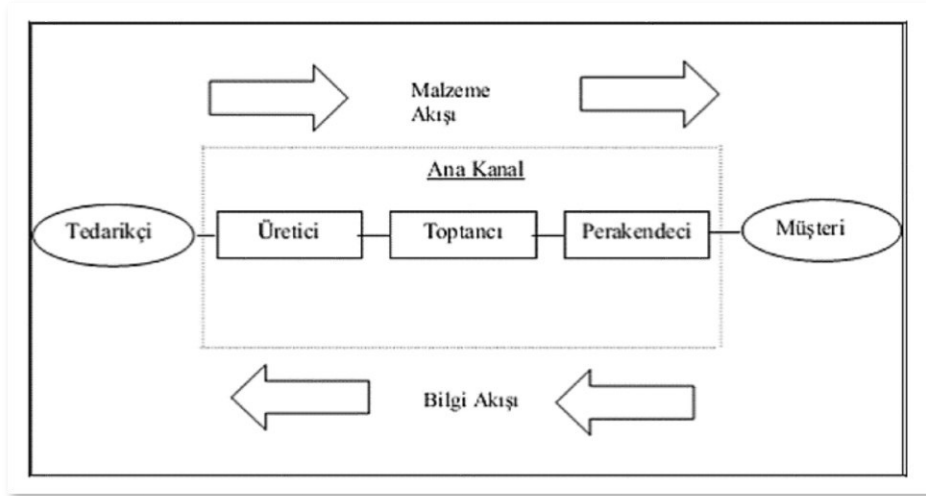 Malzeme
Akışı
Ana Kanal
Tedarikçi
Üretici
Toptancı
Perakendeci
Müşteri
Bilgi Akışı